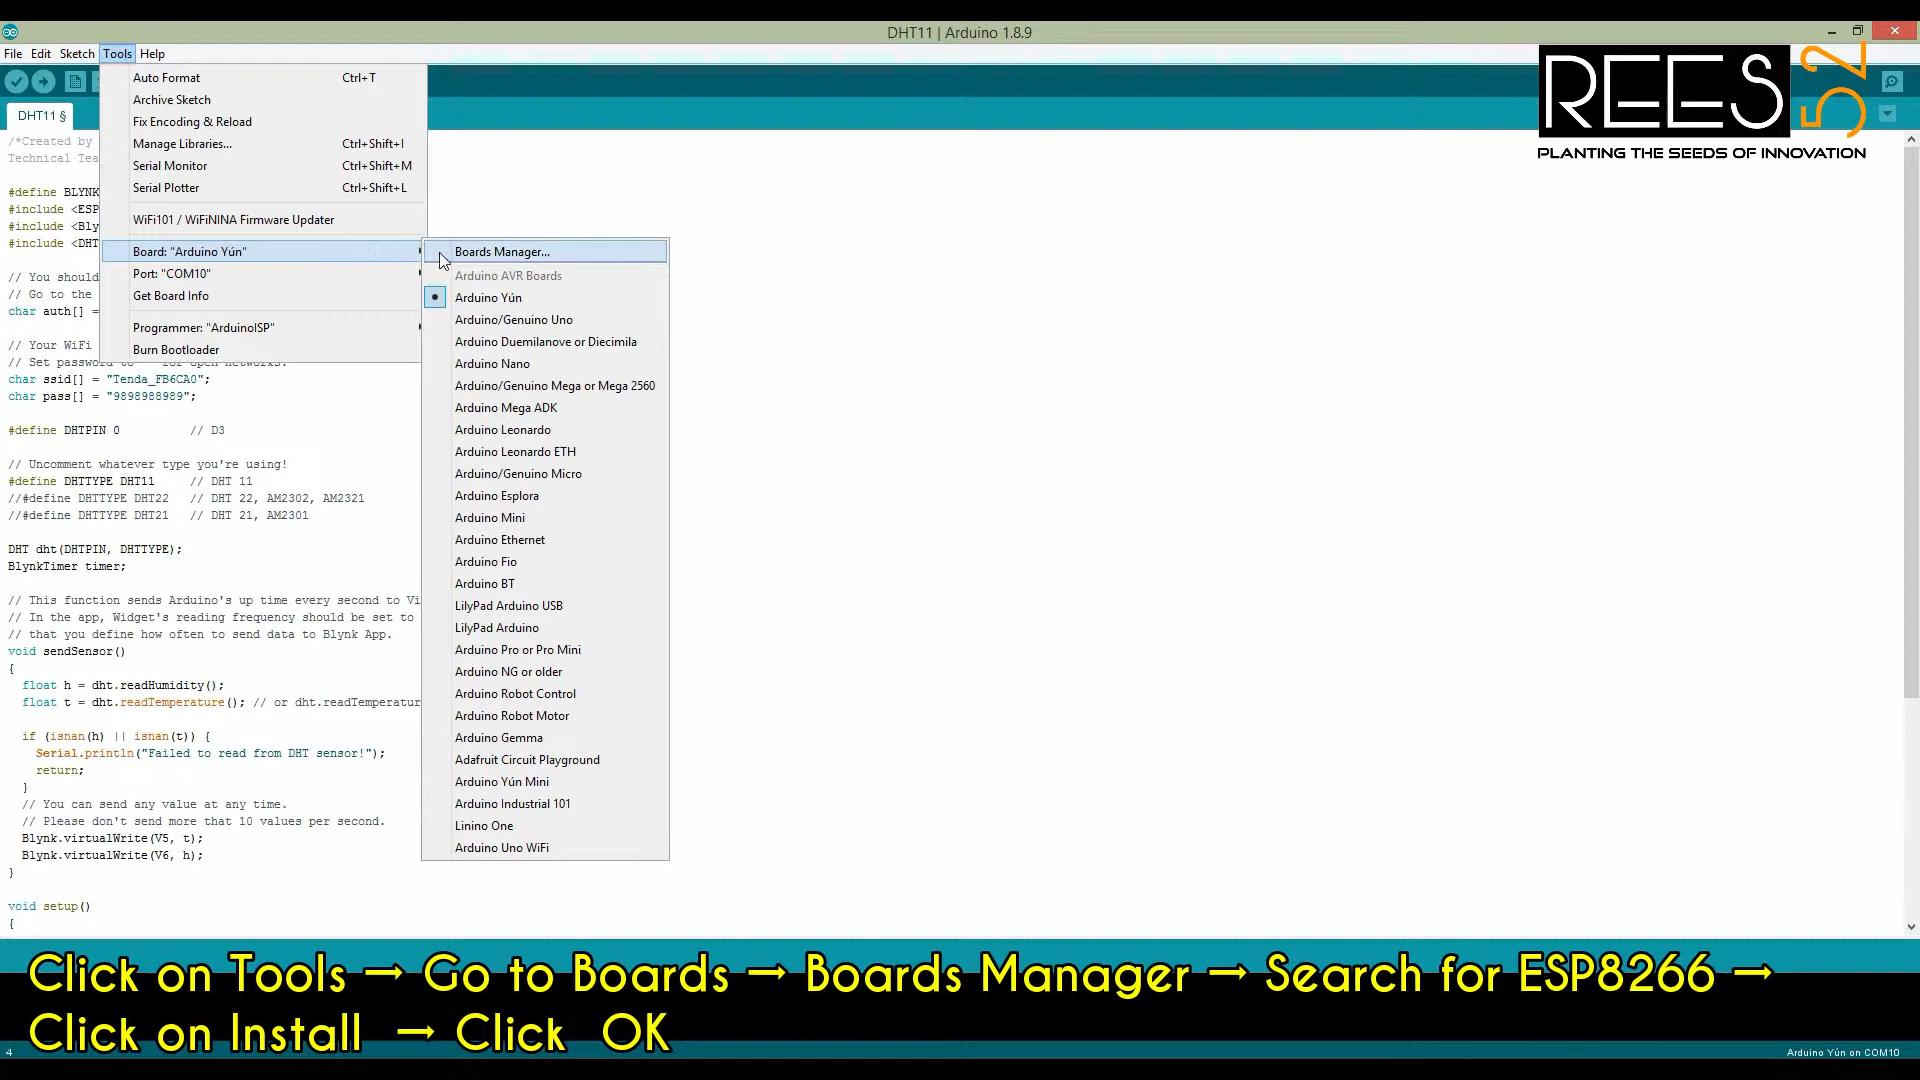 DHT11 | Arduino 1.8.9
File Edit Sketch Tools Help
REES
52
PLANTING THE SEEDS OF INNOVATION
DHT11 §
Auto Format Ctrl+T
Archive Sketch
Fix Encoding & Reload
Manage Libraries... Ctrl+Shift+I
Serial Monitor Ctrl+Shift+M
Serial Plotter Ctrl+Shift+L
WiFi101 / WiFiNINA Firmware Updater
Board: "Arduino Yún"
Port: "COM10"
Get Board Info
Programmer: "ArduinoISP"
Burn Bootloader
Boards Manager...
Arduino AVR Boards
Arduino Yún
Arduino/Genuino Uno
Arduino Duemilanove or Diecimila
Arduino Nano
Arduino/Genuino Mega or Mega 2560
Arduino Mega ADK
Arduino Leonardo
Arduino Leonardo ETH
Arduino/Genuino Micro
Arduino Esplora
Arduino Mini
Arduino Ethernet
Arduino Fio
Arduino BT
LilyPad Arduino USB
LilyPad Arduino
Arduino Pro or Pro Mini
Arduino NG or older
Arduino Robot Control
Arduino Robot Motor
Arduino Gemma
Adafruit Circuit Playground
Arduino Yún Mini
Arduino Industrial 101
Linino One
Arduino Uno WiFi
/*Created by
Technical Tea
#define BLYNK
#include <ESP
#include <Bly
#include <DHT
// You should
// Go to the
char auth[] =
// Your WiFi
// Set password to for open networks.
char ssid[] = "Tenda_FB6CA0";
char pass[] = "9898988989";
#define DHTPIN 0 // D3
// Uncomment whatever type you're using!
#define DHTTYPE DHT11 // DHT 11
//#define DHTTYPE DHT22 // DHT 22, AM2302, AM2321
//#define DHTTYPE DHT21 // DHT 21, AM2301
DHT dht(DHTPIN, DHTTYPE);
BlynkTimer timer;
// This function sends Arduino's up time every second to Vi
// In the app, Widget's reading frequency should be set to
// that you define how often to send data to Blynk App.
void sendSensor()
{
float h = dht.readHumidity();
float t = dht.readTemperature(); // or dht.readTemperatur
if (isnan(h) || isnan(t)) {
Serial.println("Failed to read from DHT sensor!");
return;
}
// You can send any value at any time.
// Please don't send more that 10 values per second.
Blynk.virtualWrite(V5, t);
Blynk.virtualWrite(V6, h);
}
void setup()
{
Click on Tools → Go to Boards → Boards Manager → Search for ESP8266 →
Click on Install → Click OK
4
Arduino Yún on COM10